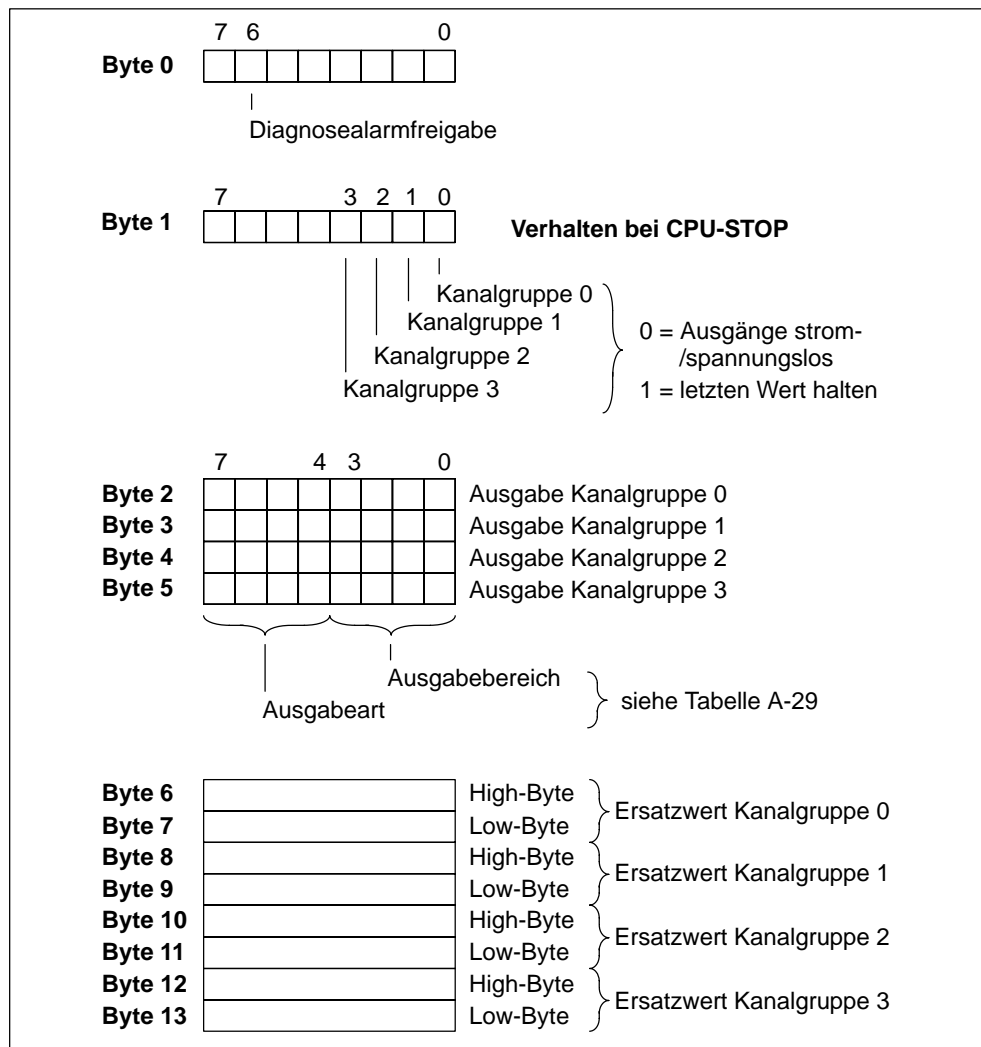 7 6 0
Byte 0
Diagnosealarmfreigabe
7 3 2 1 0
Byte 1
Verhalten bei CPU-STOP
Kanalgruppe 0
Kanalgruppe 1
Kanalgruppe 2
Kanalgruppe 3
0 = Ausgänge strom-
/spannungslos
1 = letzten Wert halten
7 4 3 0
Byte 2 Ausgabe Kanalgruppe 0
Byte 3 Ausgabe Kanalgruppe 1
Byte 4 Ausgabe Kanalgruppe 2
Byte 5 Ausgabe Kanalgruppe 3
Ausgabebereich
Ausgabeart
siehe Tabelle A-29
Byte 6 High-Byte
Byte 7 Low-Byte
Ersatzwert Kanalgruppe 0
Byte 8 High-Byte
Byte 9 Low-Byte
Ersatzwert Kanalgruppe 1
Byte 10 High-Byte
Byte 11 Low-Byte
Ersatzwert Kanalgruppe 2
Byte 12 High-Byte
Byte 13 Low-Byte
Ersatzwert Kanalgruppe 3